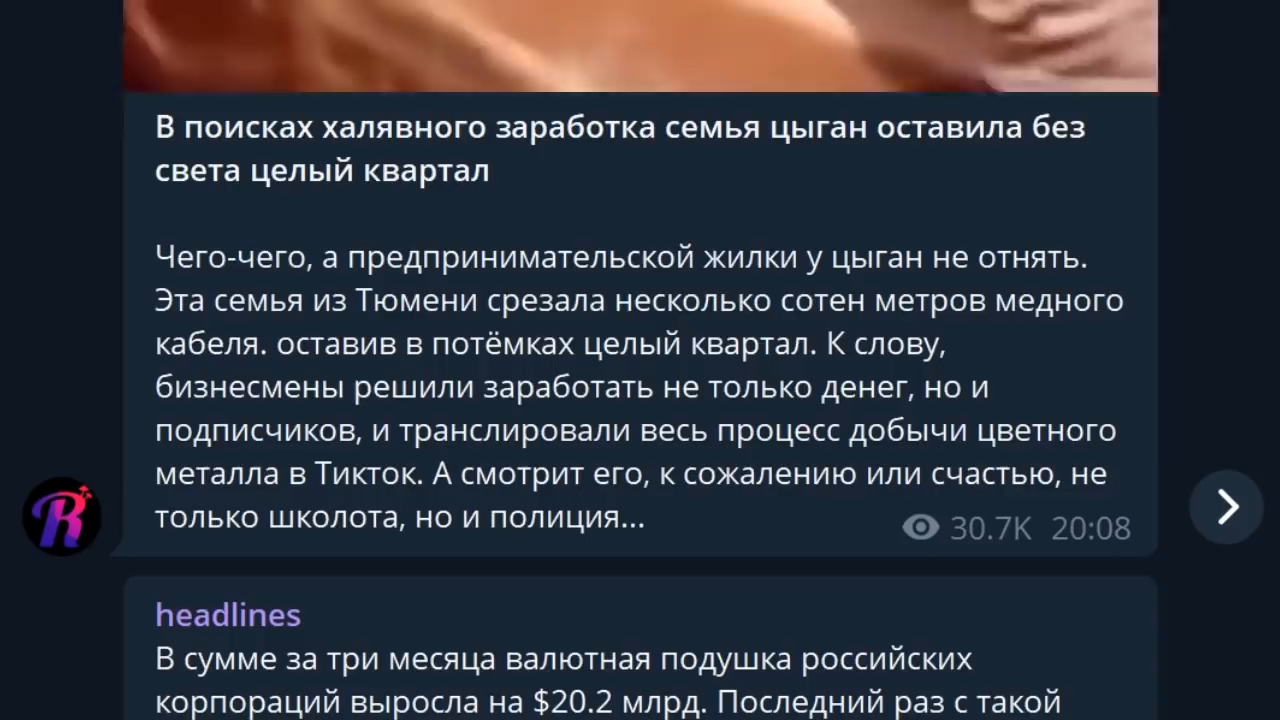 В поисках халявного заработка семья цыган оставила без
света целый квартал
Чего-чего, а предпринимательской жилки у цыган не отнять.
Эта семья из Тюмени срезала несколько сотен метров медного
кабеля. оставив в потёмках целый квартал. К слову,
бизнесмены решили заработать не только денег, но и
подписчиков, и транслировали весь процесс добычи цветного
металла в Тикток. А смотрит его, к сожалению или счастью, не
только школота, но и полиция...
30.7K 20:08
R
headlines
В сумме за три месяца валютная подушка российских
корпораций выросла на $20.2 млрд. Последний раз с такой